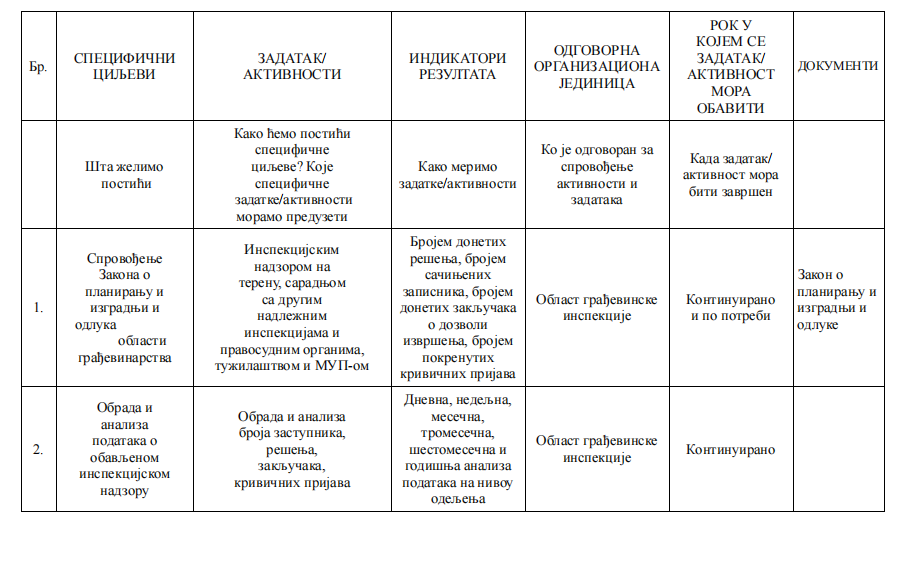 Бр.
СПЕЦИФИЧНИ
ЦИЉЕВИ
ЗАДАТАК/
АКТИВНОСТИ
ИНДИКАТОРИ
РЕЗУЛТАТА
ОДГОВОРНА
ОРГАНИЗАЦИОНА
ЈЕДИНИЦА
РОК У
КОЈЕМ СЕ
ЗАДАТАК/
АКТИВНОСТ
МОРА
ОБАВИТИ
ДОКУМЕНТИ
Шта желимо
постићи
Како ћемо постићи
специфичне
циљеве? Које
специфичне
задатке/активности
морамо предузети
Како меримо
задатке/активности
Ко је одговоран за
спровођење
активности и
задатака
Када задатак/
активност мора
бити завршен
1.
Спровођење
Закона о
планирању и
изградњи и
одлука
области
грађевинарства
Инспекцијским
надзором на
терену, сарадњом
са другим
надлежним
инспекцијама и
правосудним органима,
тужилаштвом и МУП-ом
Бројем донетих
решења, бројем
сачињених
записника, бројем
донетих закључака
о дозволи
извршења, бројем
покренутих
кривичних пријава
Област грађевинске
инспекције
Континуирано
и по потреби
Закон о
планирању и
изградњи и
одлуке
2.
Обрада и
анализа
података о
обављеном
инспекцијском
надзору
Обрада и анализа
броја заступника,
решења,
закључака,
кривичних пријава
Дневна, недељна,
месечна,
тромесечна,
шестомесечна и
годишња анализа
података на нивоу
одељења
Област грађевинске
инспекције
Континуирано